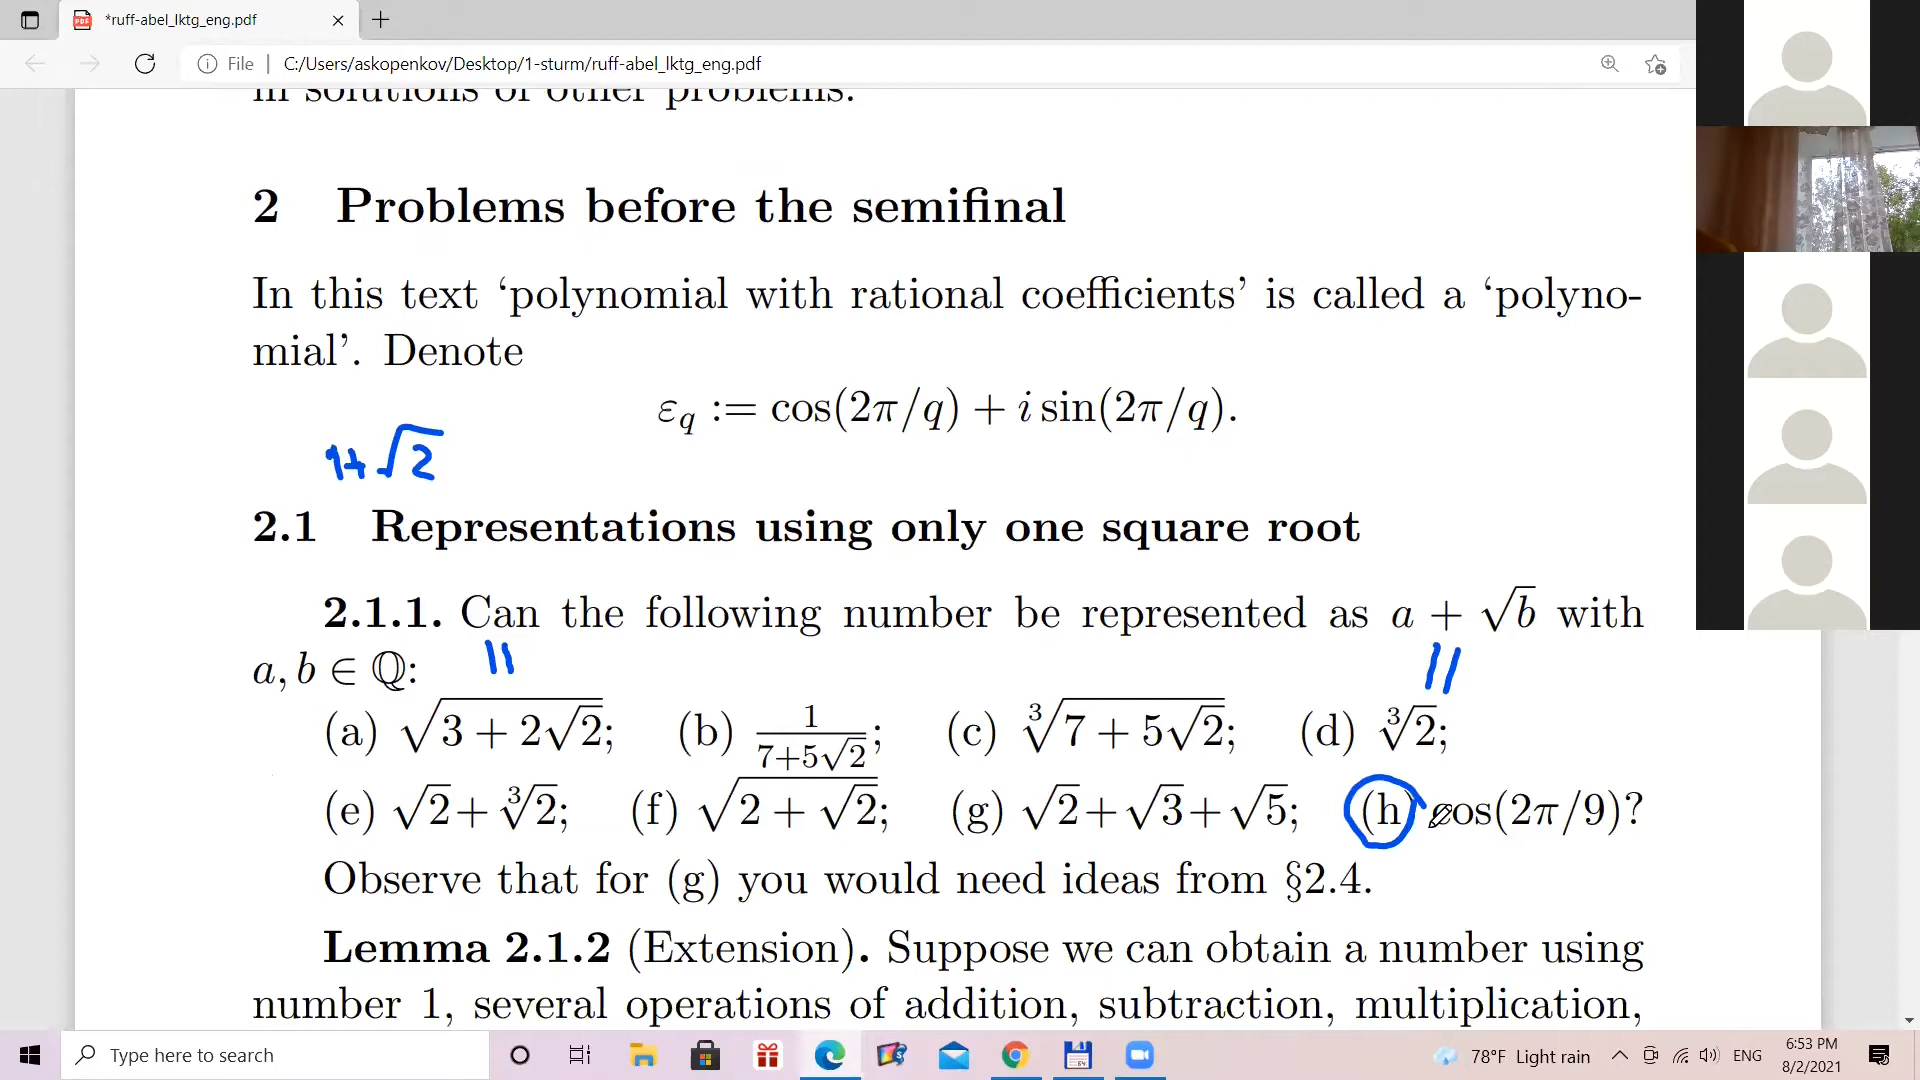 *ruff-abel_lktg_eng.pdf
File | C:/Users/askopenkov/Desktop/1-sturm/ruff-abel_lktg_eng.pdf
in solutions of other problems.
2 Problems before the semifinal
In this text ‘polynomial with rational coefficients’ is called a ‘polyno-
mial’. Denote
ε_q := cos(2π/q) + i sin(2π/q).
1+√2
2.1 Representations using only one square root
2.1.1. Can the following number be represented as a + √b with
a, b ∈ ℚ:
(a) √(3 + 2√2); (b) 1/(7+5√2); (c) ∛(7 + 5√2); (d) ∛2;
(e) √2 + ∛2; (f) √(2 + √2); (g) √2+√3+√5; (h) cos(2π/9)?
Observe that for (g) you would need ideas from §2.4.
Lemma 2.1.2 (Extension). Suppose we can obtain a number using
number 1, several operations of addition, subtraction, multiplication,
Type here to search
78°F Light rain
ENG
6:53 PM
8/2/2021